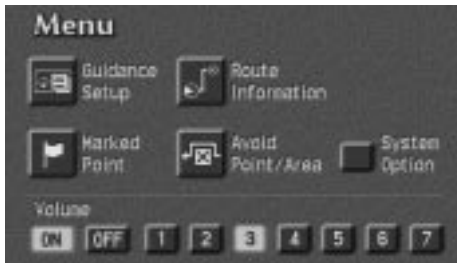 Menu
Guidance
Setup
Route
Information
Marked
Point
Avoid
Point/Area
System
Option
Volume
ON OFF 1 2 3 4 5 6 7